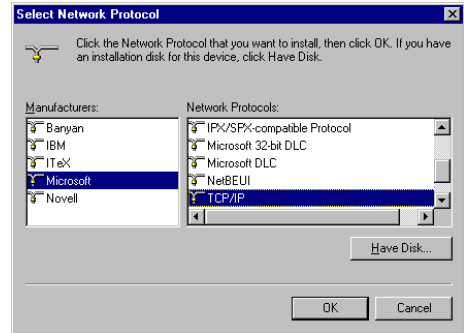 Select Network Protocol
Click the Network Protocol that you want to install, then click OK. If you have
an installation disk for this device, click Have Disk.
Manufacturers:
Banyan
IBM
ITeX
Microsoft
Novell
Network Protocols:
IPX/SPX-compatible Protocol
Microsoft 32-bit DLC
Microsoft DLC
NetBEUI
TCP/IP
Have Disk...
OK
Cancel